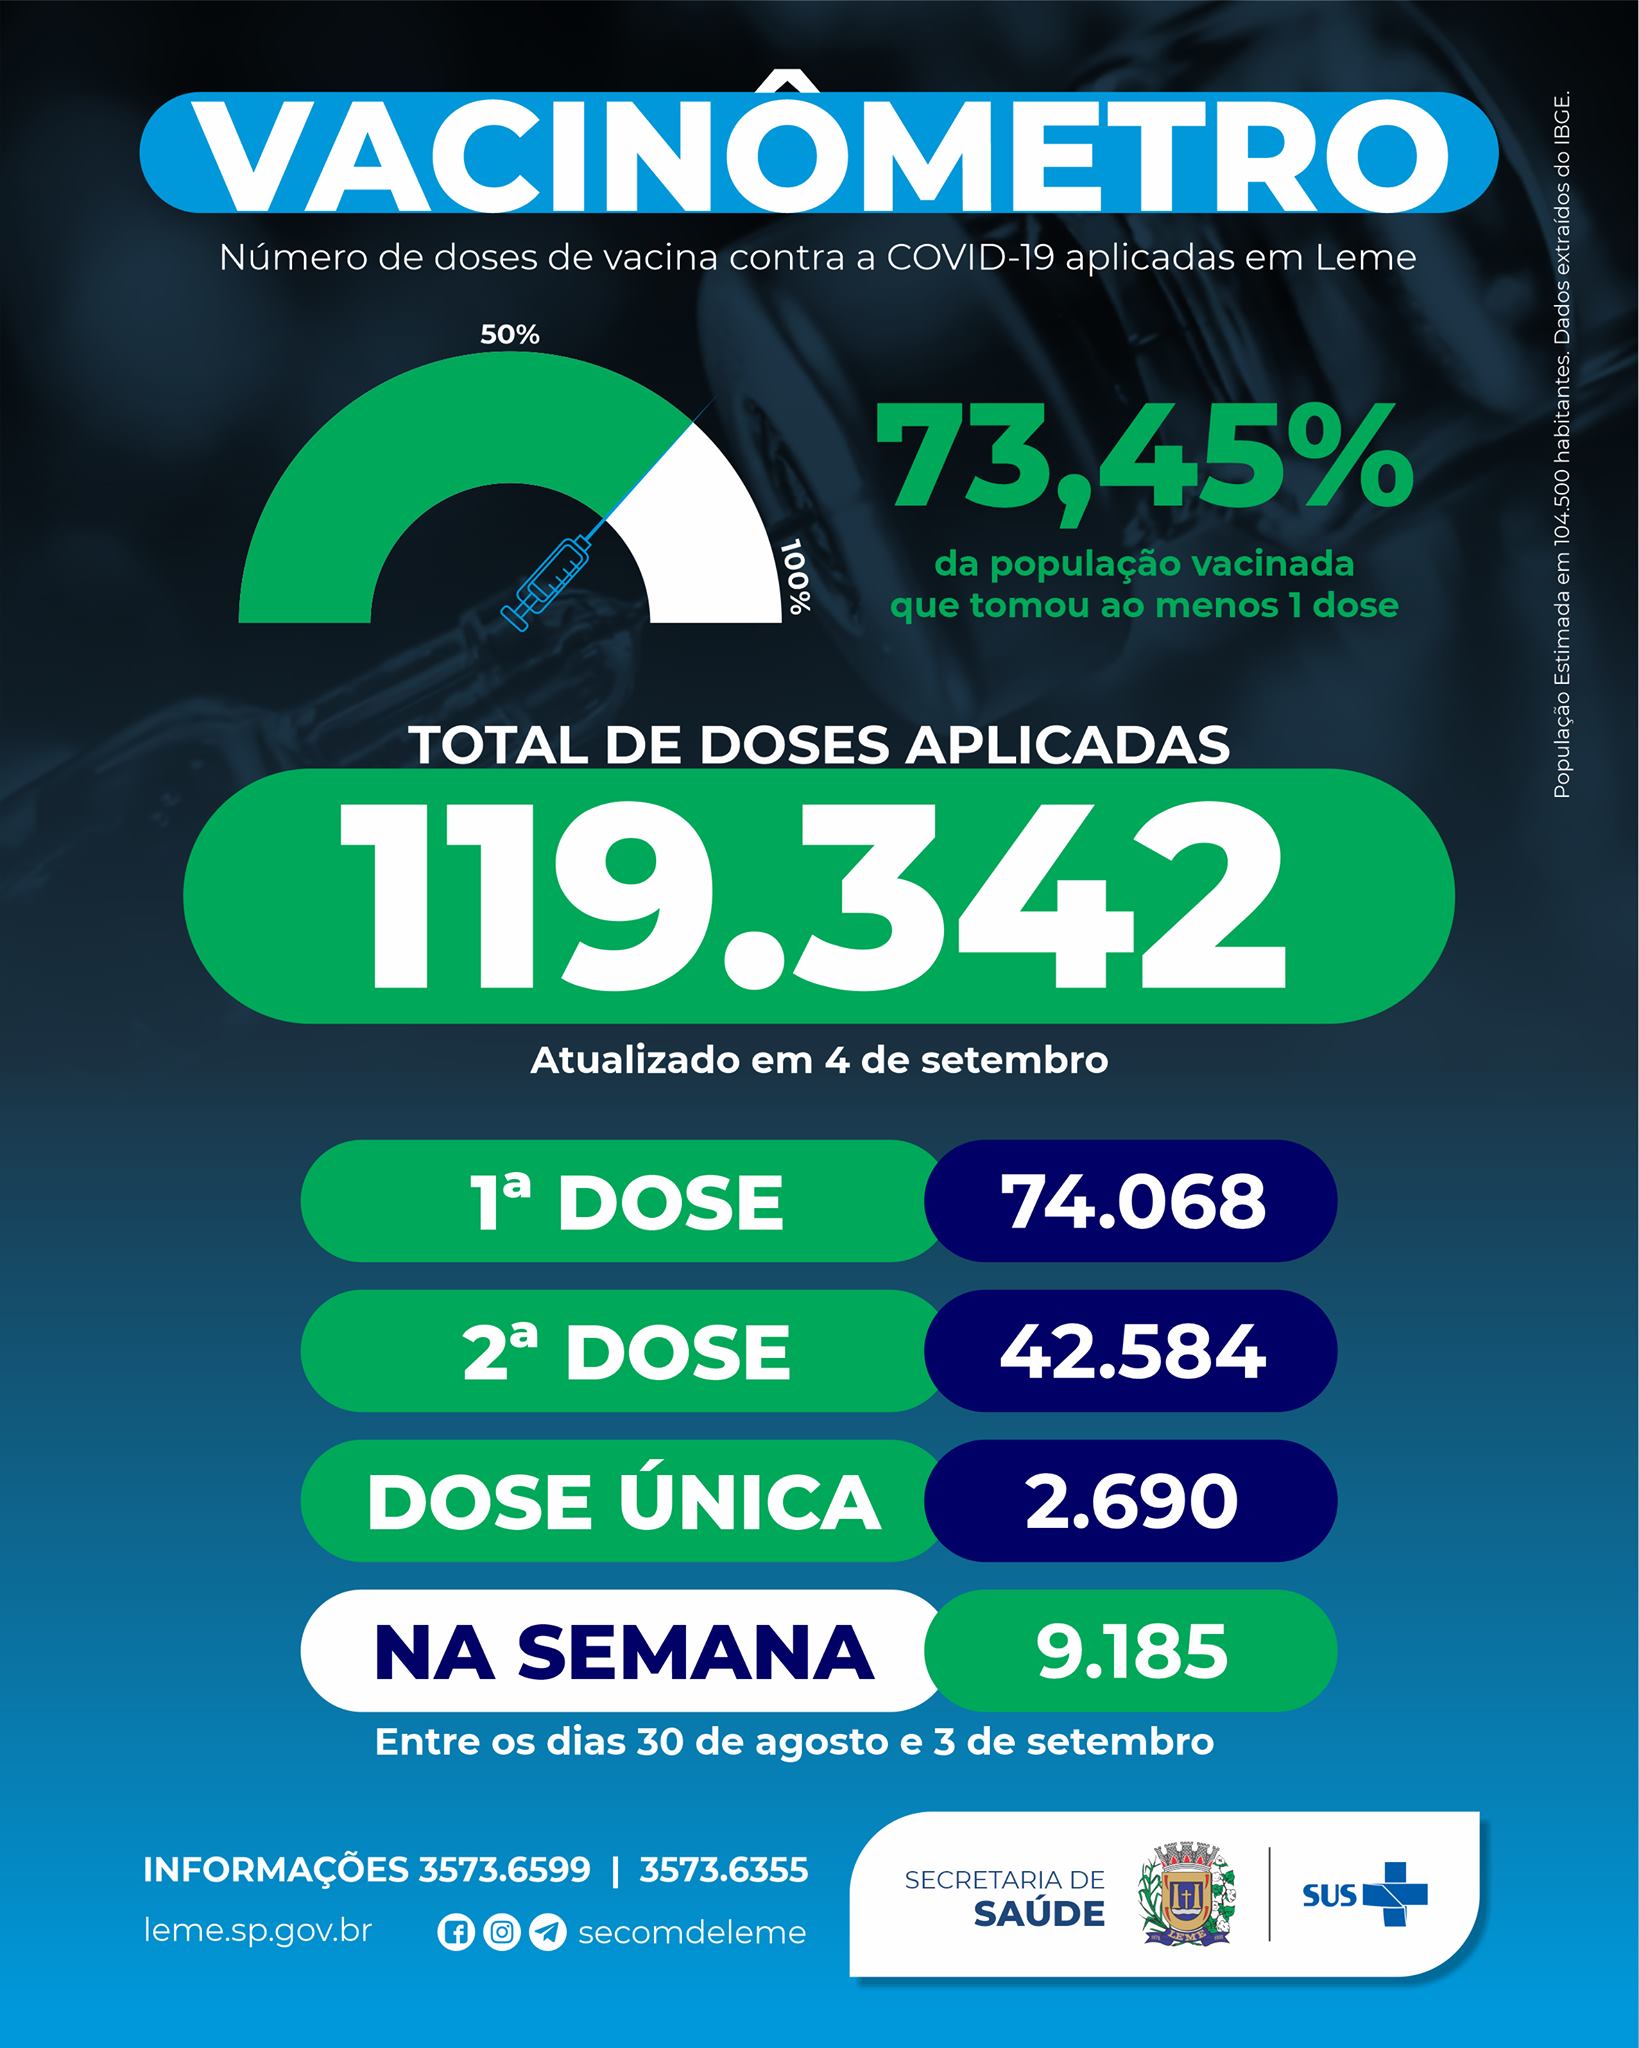 VACINÔMETRO
Número de doses de vacina contra a COVID-19 aplicadas em Leme
50%
100%
73,45%
da população vacinada
que tomou ao menos 1 dose
População Estimada em 104.500 habitantes. Dados extraídos do IBGE.
TOTAL DE DOSES APLICADAS
119.342
Atualizado em 4 de setembro
1ª DOSE 74.068
2ª DOSE 42.584
DOSE ÚNICA 2.690
NA SEMANA 9.185
Entre os dias 30 de agosto e 3 de setembro
INFORMAÇÕES 3573.6599 | 3573.6355
leme.sp.gov.br secomdeleme
SECRETARIA DE
SAÚDE
LEME
SUS